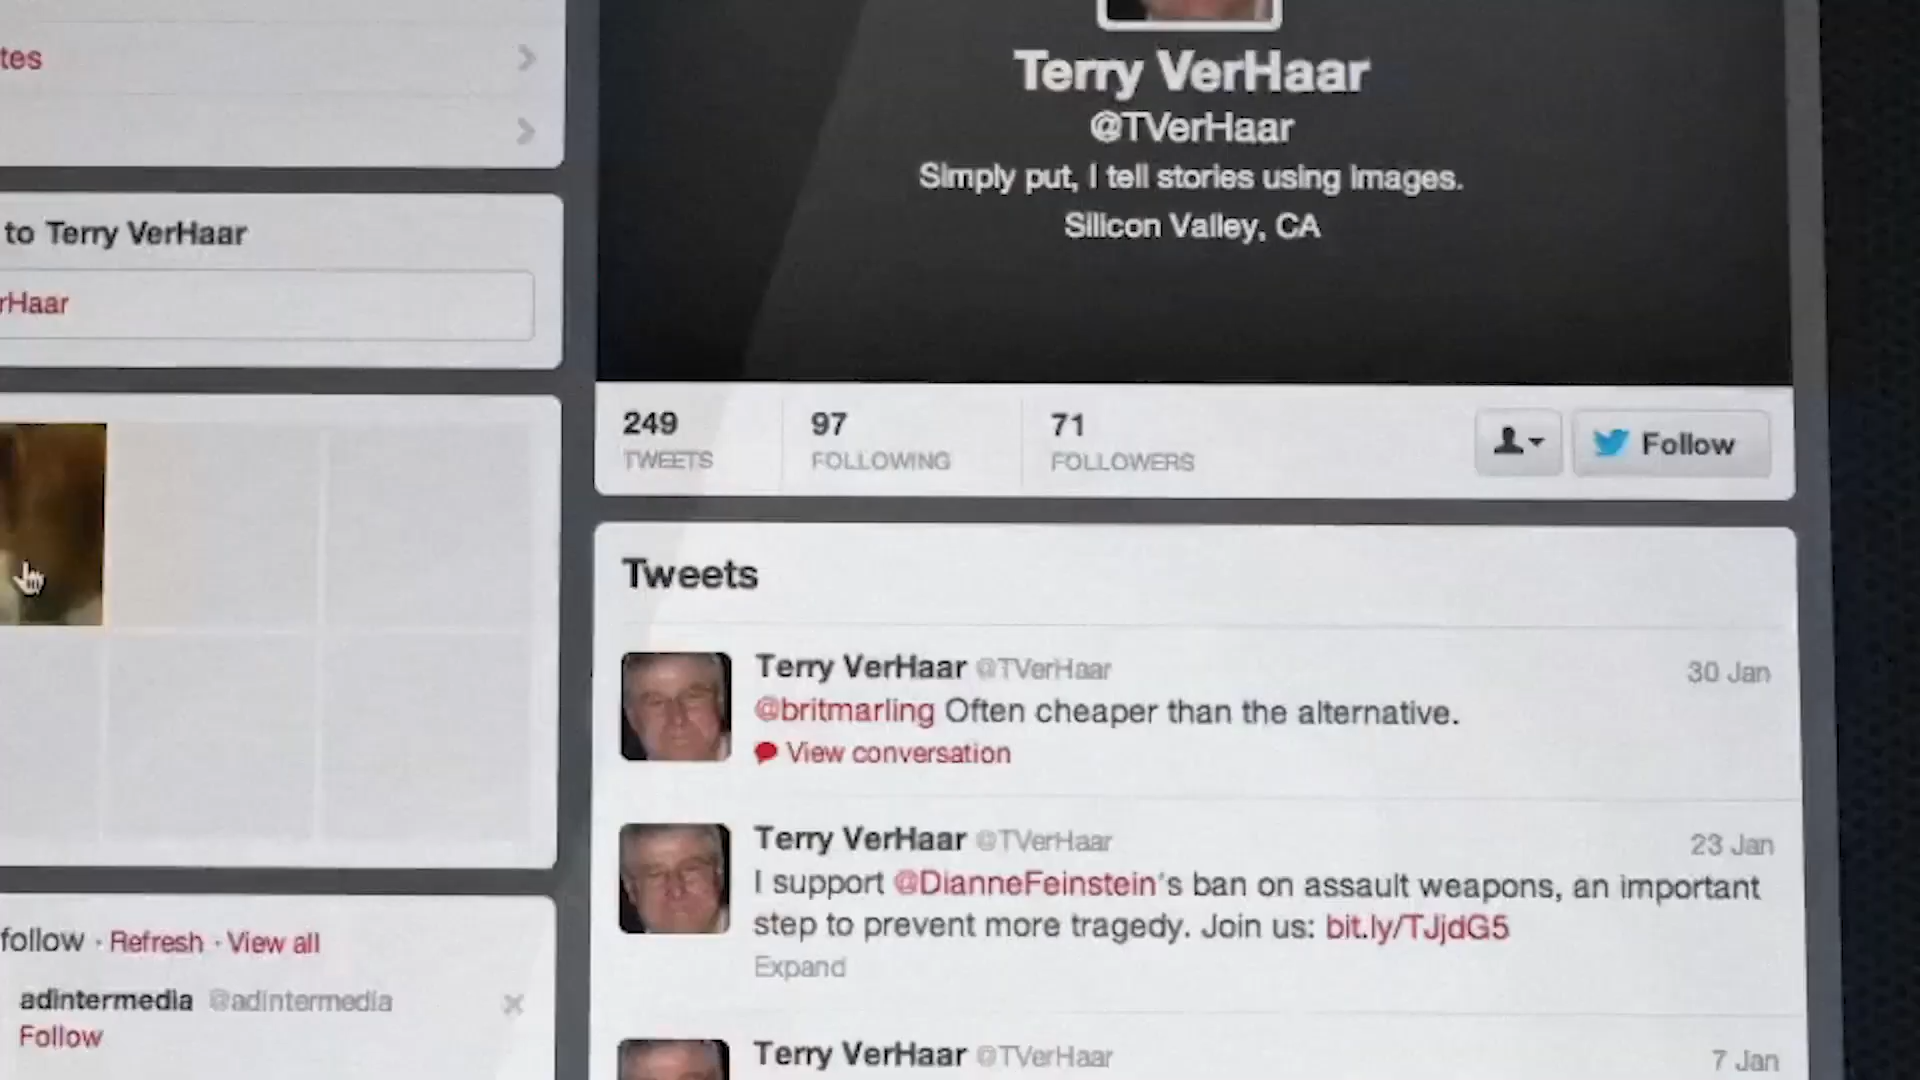 tes
to Terry VerHaar
rHaar
follow · Refresh · View all
adintermedia @adintermedia
Follow
Terry VerHaar
@TVerHaar
Simply put, I tell stories using images.
Silicon Valley, CA
249
TWEETS
97
FOLLOWING
71
FOLLOWERS
Follow
Tweets
Terry VerHaar @TVerHaar 30 Jan
@britmarling Often cheaper than the alternative.
View conversation
Terry VerHaar @TVerHaar 23 Jan
I support @DianneFeinstein's ban on assault weapons, an important
step to prevent more tragedy. Join us: bit.ly/TJjdG5
Expand
Terry VerHaar @TVerHaar 7 Jan